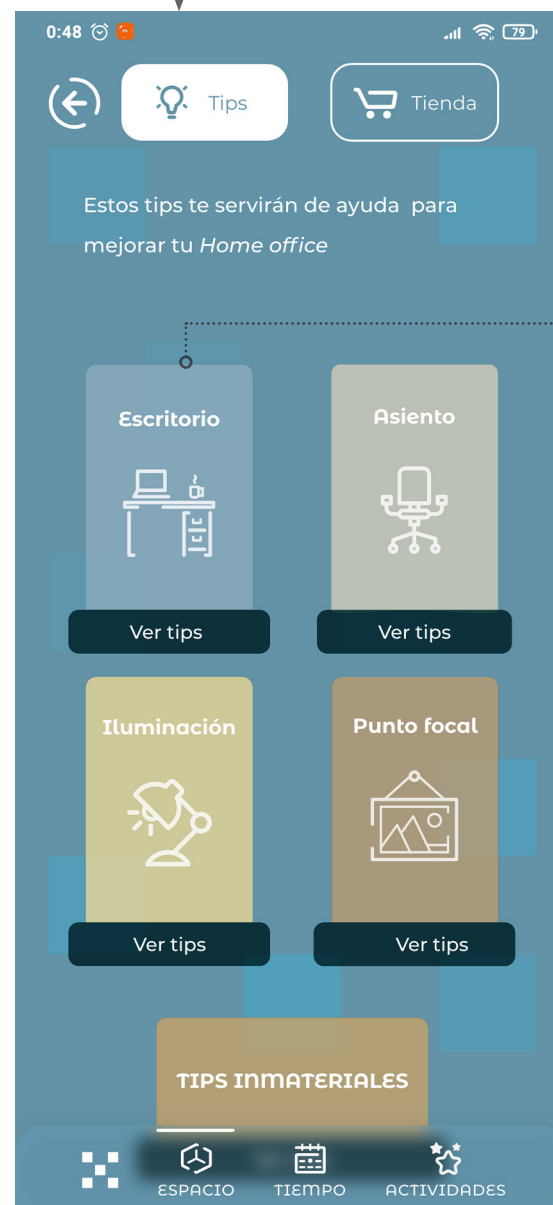 0:48
79
Tips
Tienda
Estos tips te servirán de ayuda para
mejorar tu Home office
Escritorio
Asiento
Ver tips
Ver tips
Iluminación
Punto focal
Ver tips
Ver tips
TIPS INMATERIALES
ESPACIO
TIEMPO
ACTIVIDADES